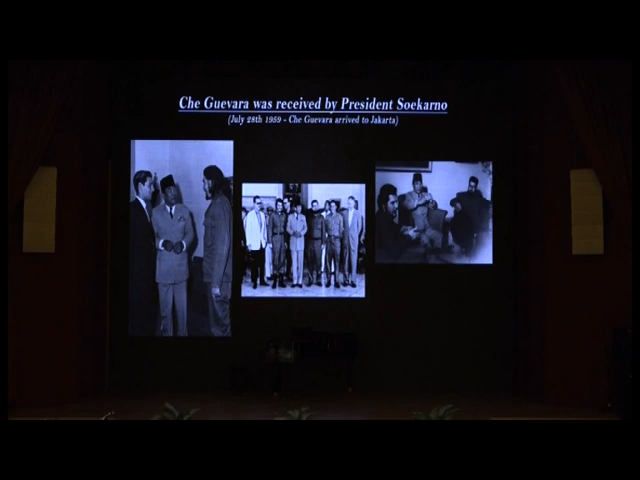 Che Guevara was received by President Soekarno
(July 28th 1959 - Che Guevara arrived to Jakarta)